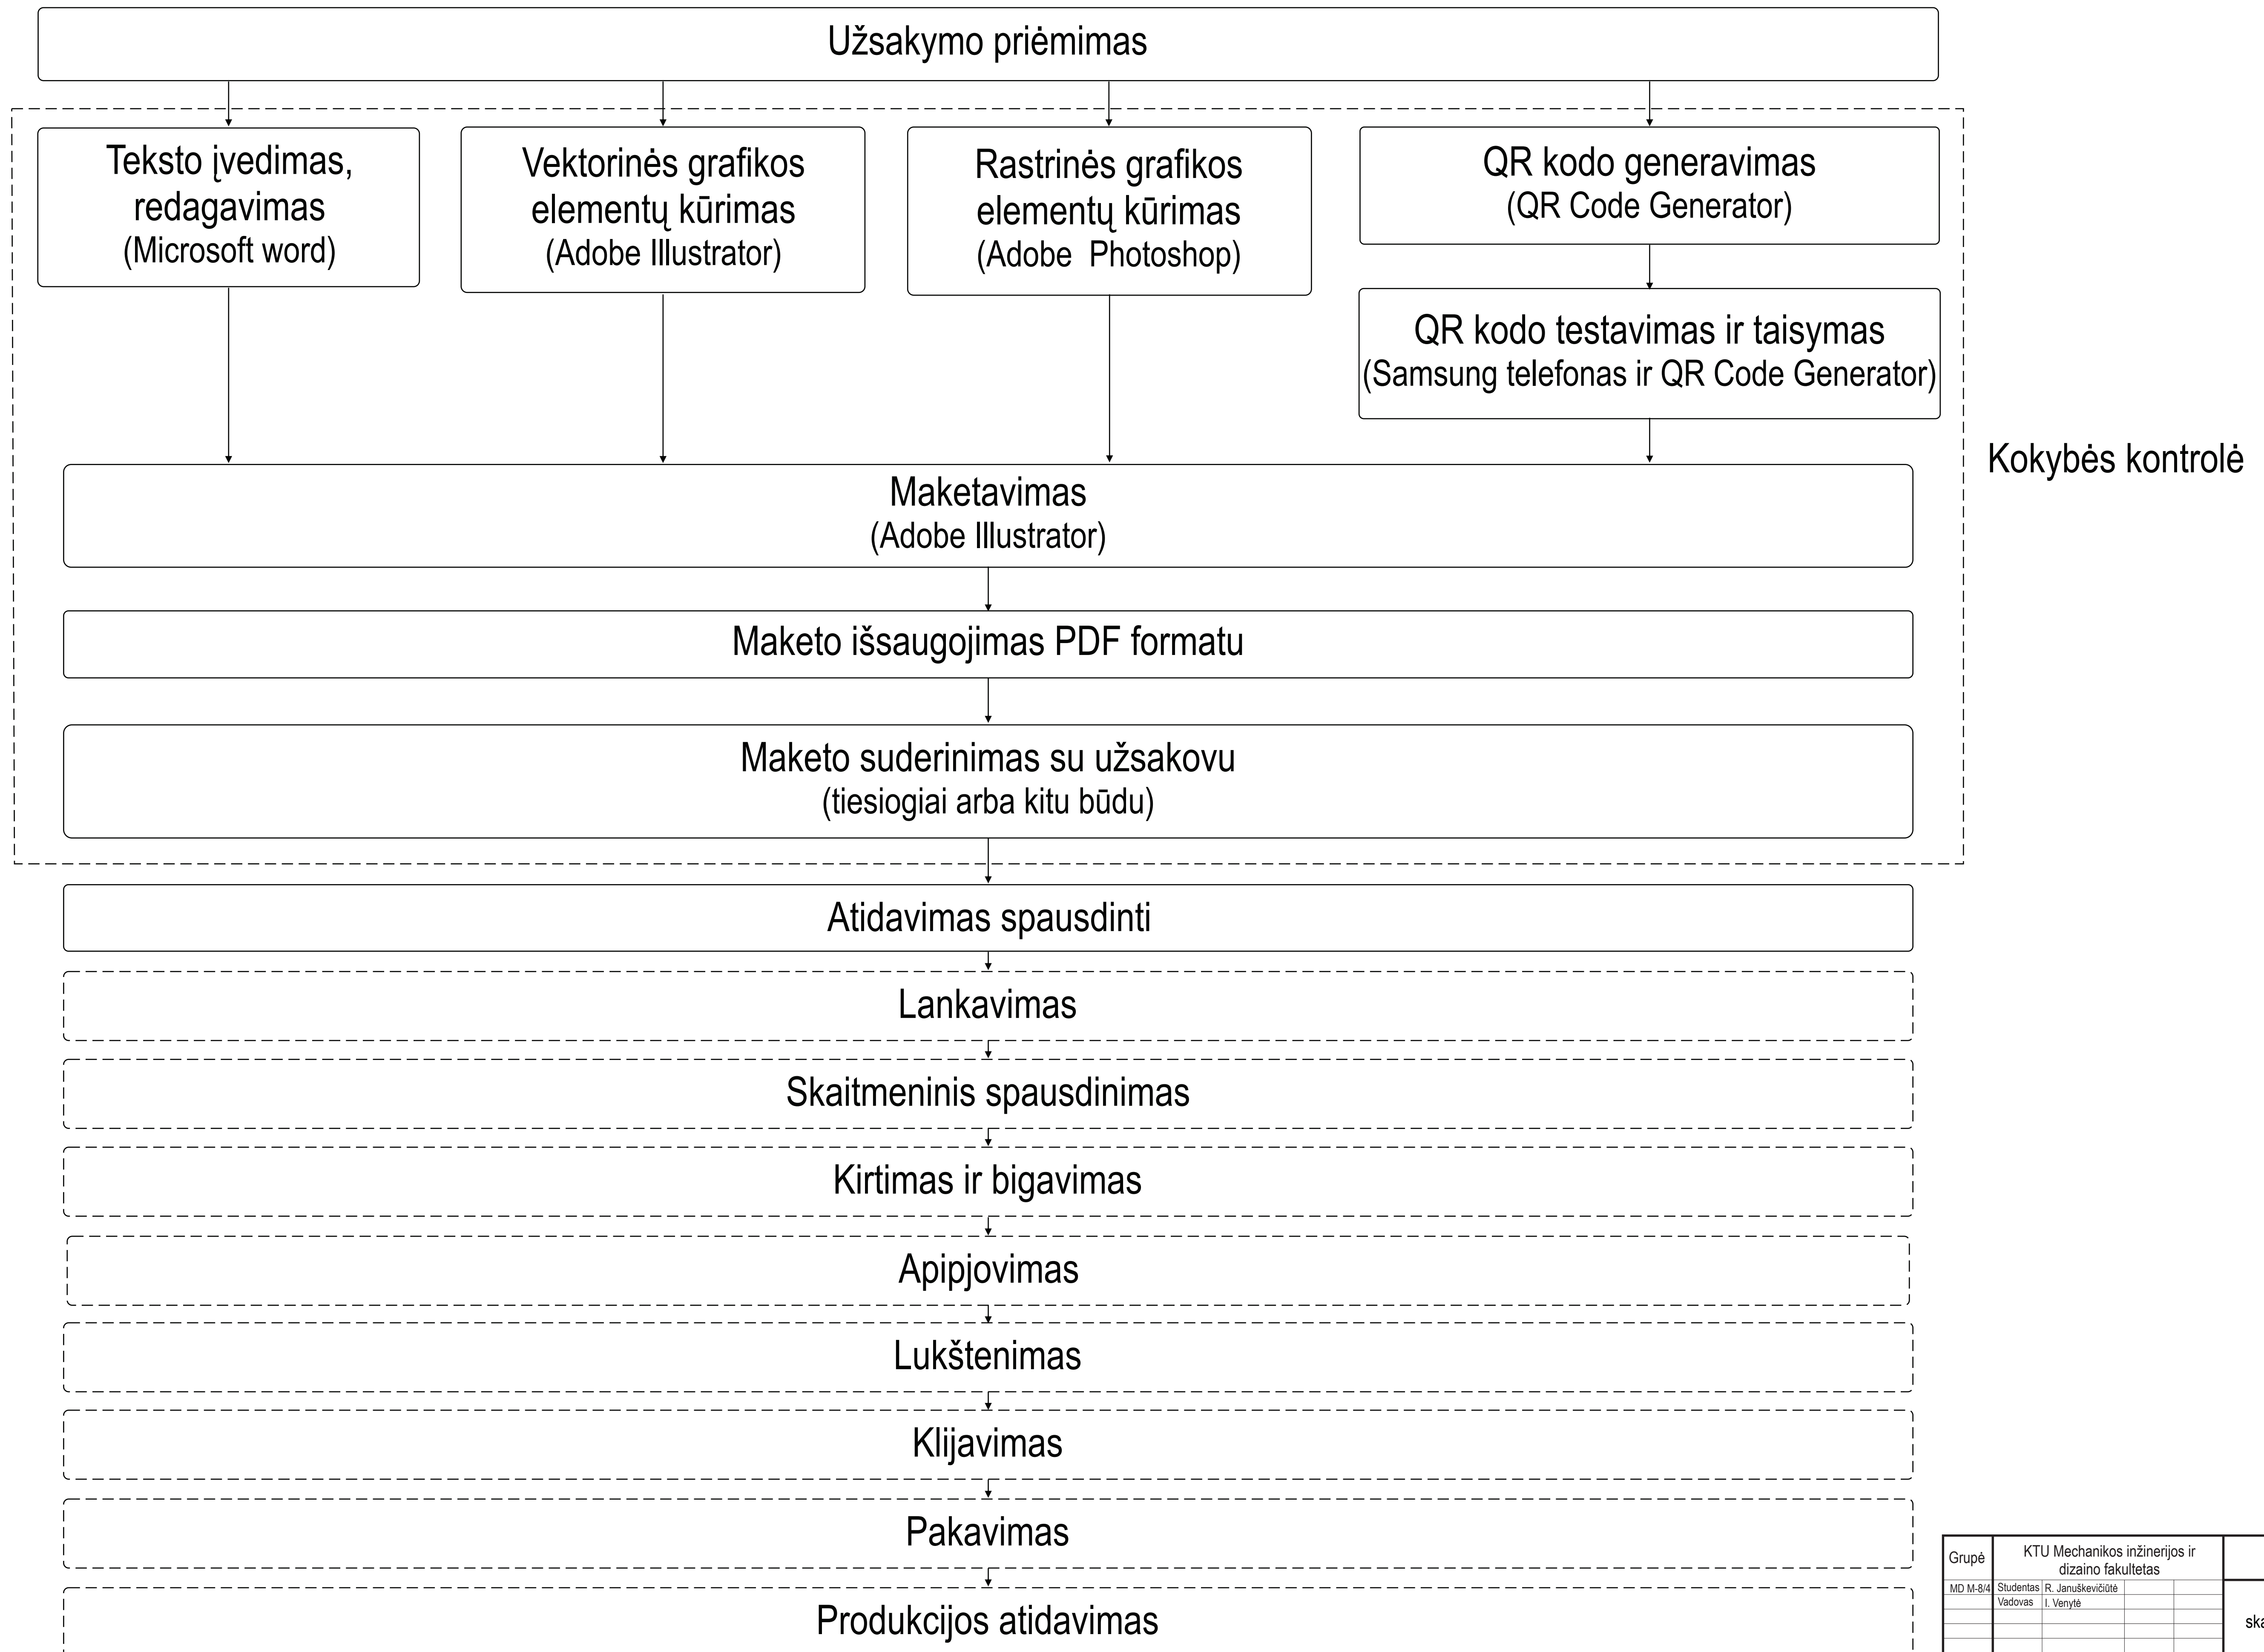 Užsakymo priėmimas
Teksto įvedimas,
redagavimas
(Microsoft word)
Vektorinės grafikos
elementų kūrimas
(Adobe Illustrator)
Rastrinės grafikos
elementų kūrimas
(Adobe Photoshop)
QR kodo generavimas
(QR Code Generator)
QR kodo testavimas ir taisymas
(Samsung telefonas ir QR Code Generator)
Kokybės kontrolė
Maketavimas
(Adobe Illustrator)
Maketo išsaugojimas PDF formatu
Maketo suderinimas su užsakovu
(tiesiogiai arba kitu būdu)
Atidavimas spausdinti
Lankavimas
Skaitmeninis spausdinimas
Kirtimas ir bigavimas
Apipjovimas
Lukštenimas
Klijavimas
Pakavimas
Produkcijos atidavimas
Grupė
KTU Mechanikos inžinerijos ir
dizaino fakultetas
MD M-8/4 Studentas R. Januškevičiūtė
Vadovas I. Venytė